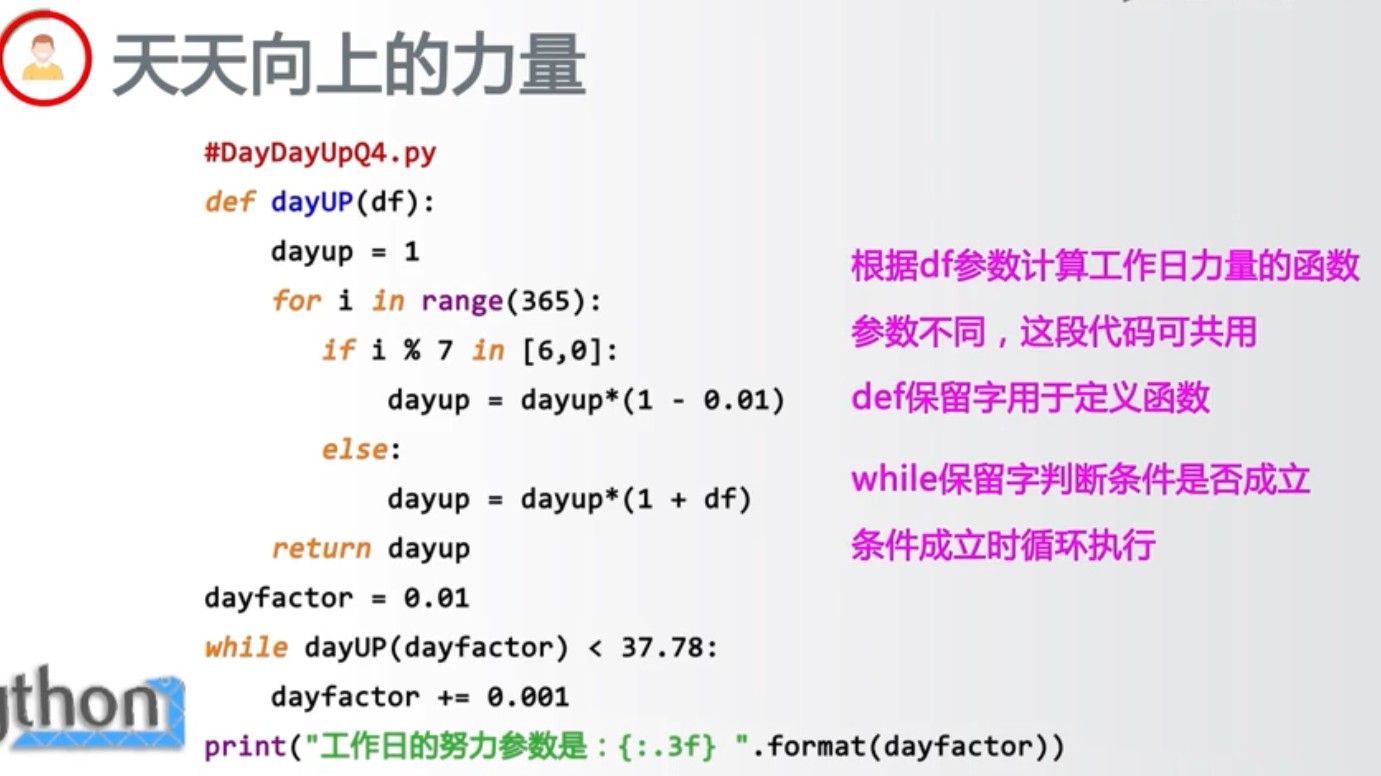 天天向上的力量
#DayDayUpQ4.py
def dayUP(df):
    dayup = 1
    for i in range(365):
        if i % 7 in [6,0]:
            dayup = dayup*(1 - 0.01)
        else:
            dayup = dayup*(1 + df)
    return dayup
dayfactor = 0.01
while dayUP(dayfactor) < 37.78:
    dayfactor += 0.001
print("工作日的努力参数是：{:.3f} ".format(dayfactor))
根据df参数计算工作日力量的函数
参数不同，这段代码可共用
def保留字用于定义函数
while保留字判断条件是否成立
条件成立时循环执行
ython